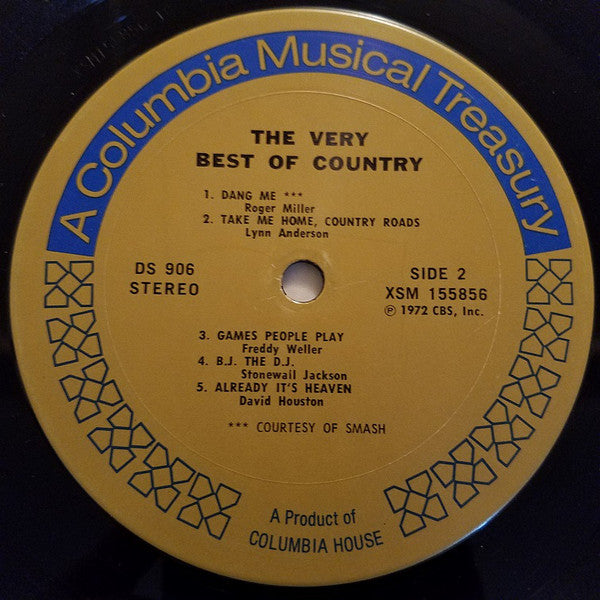 A Columbia Musical Treasury
THE VERY
BEST OF COUNTRY
1. DANG ME ***
Roger Miller
2. TAKE ME HOME, COUNTRY ROADS
Lynn Anderson
DS 906
STEREO
SIDE 2
XSM 155856
℗ 1972 CBS, Inc.
3. GAMES PEOPLE PLAY
Freddy Weller
4. B.J. THE D.J.
Stonewall Jackson
5. ALREADY IT'S HEAVEN
David Houston
*** COURTESY OF SMASH
A Product of
COLUMBIA HOUSE